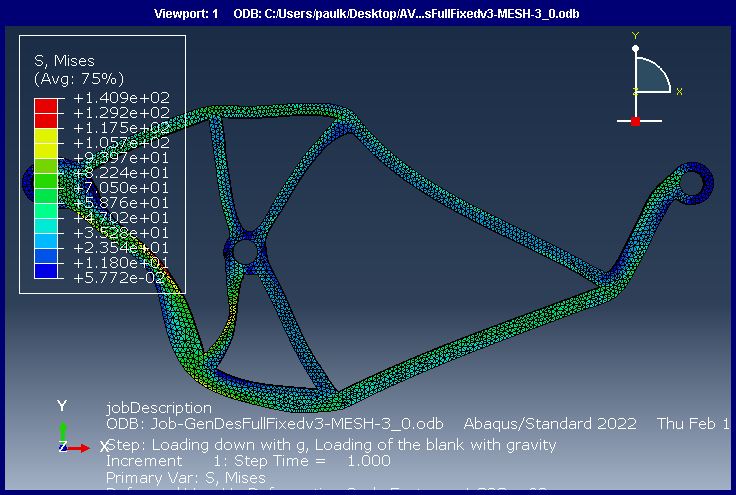 Viewport: 1 ODB: C:/Users/paulk/Desktop/AV...sFullFixedv3-MESH-3_0.odb
S, Mises
(Avg: 75%)
+1.409e+02
+1.292e+02
+1.175e+02
+1.057e+02
+9.397e+01
+8.224e+01
+7.050e+01
+5.876e+01
+4.702e+01
+3.528e+01
+2.354e+01
+1.180e+01
+5.772e-02
Y
X
Z
Y
X
Z
jobDescription
ODB: Job-GenDesFullFixedv3-MESH-3_0.odb Abaqus/Standard 2022 Thu Feb 1
Step: Loading down with g, Loading of the blank with gravity
Increment 1: Step Time = 1.000
Primary Var: S, Mises